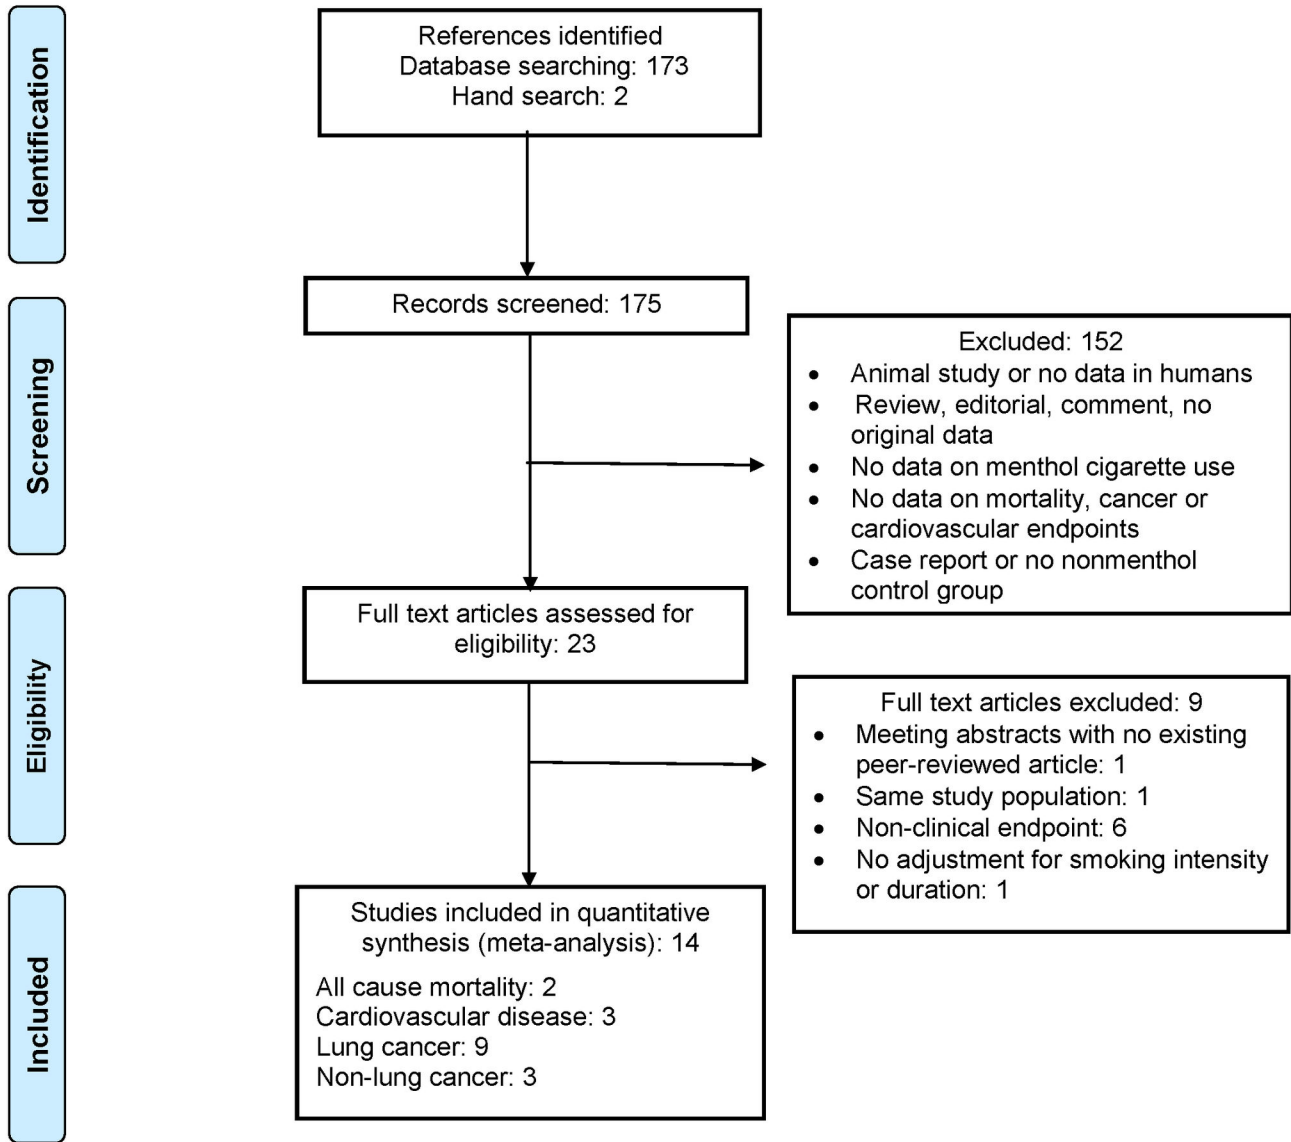 Identification
References identified
Database searching: 173
Hand search: 2
Screening
Records screened: 175
Excluded: 152
• Animal study or no data in humans
• Review, editorial, comment, no
original data
• No data on menthol cigarette use
• No data on mortality, cancer or
cardiovascular endpoints
• Case report or no nonmenthol
control group
Eligibility
Full text articles assessed for
eligibility: 23
Full text articles excluded: 9
• Meeting abstracts with no existing
peer-reviewed article: 1
• Same study population: 1
• Non-clinical endpoint: 6
• No adjustment for smoking intensity
or duration: 1
Included
Studies included in quantitative
synthesis (meta-analysis): 14
All cause mortality: 2
Cardiovascular disease: 3
Lung cancer: 9
Non-lung cancer: 3